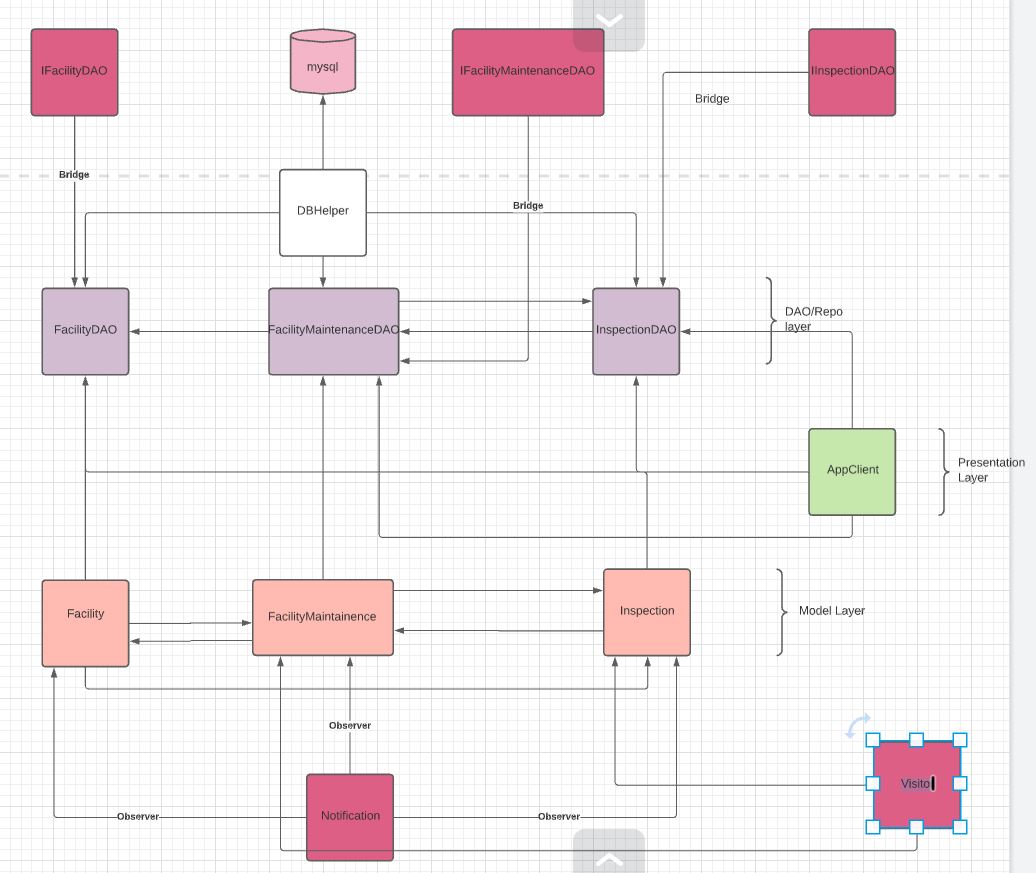 IFacilityDAO
mysql
IFacilityMaintenanceDAO
IInspectionDAO
Bridge
Bridge
DBHelper
Bridge
FacilityDAO
FacilityMaintenanceDAO
InspectionDAO
DAO/Repo
layer
AppClient
Presentation
Layer
Facility
FacilityMaintainence
Inspection
Model Layer
Observer
Visito
Notification
Observer
Observer